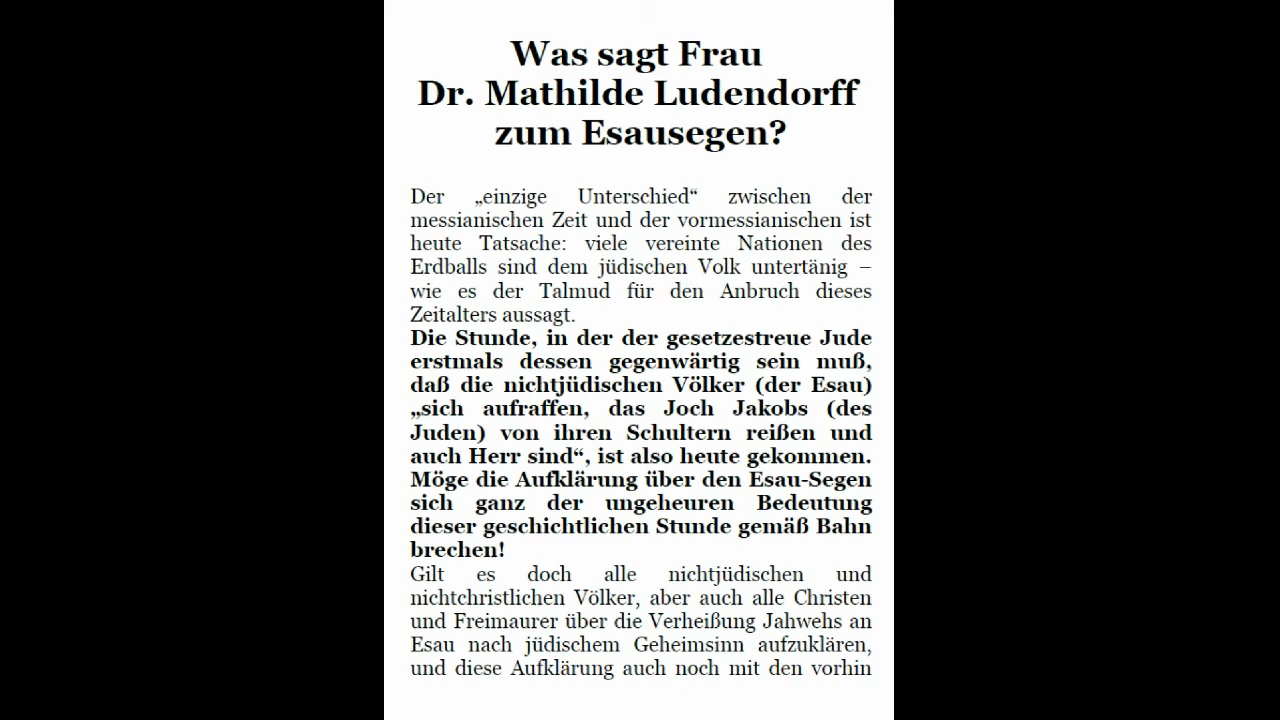 Was sagt Frau
Dr. Mathilde Ludendorff
zum Esausegen?
Der „einzige Unterschied“ zwischen der
messianischen Zeit und der vormessianischen ist
heute Tatsache: viele vereinte Nationen des
Erdballs sind dem jüdischen Volk untertänig –
wie es der Talmud für den Anbruch dieses
Zeitalters aussagt.
Die Stunde, in der der gesetzestreue Jude
erstmals dessen gegenwärtig sein muß,
daß die nichtjüdischen Völker (der Esau)
„sich aufraffen, das Joch Jakobs (des
Juden) von ihren Schultern reißen und
auch Herr sind“, ist also heute gekommen.
Möge die Aufklärung über den Esau-Segen
sich ganz der ungeheuren Bedeutung
dieser geschichtlichen Stunde gemäß Bahn
brechen!
Gilt es doch alle nichtjüdischen und
nichtchristlichen Völker, aber auch alle Christen
und Freimaurer über die Verheißung Jahwehs an
Esau nach jüdischem Geheimsinn aufzuklären,
und diese Aufklärung auch noch mit den vorhin